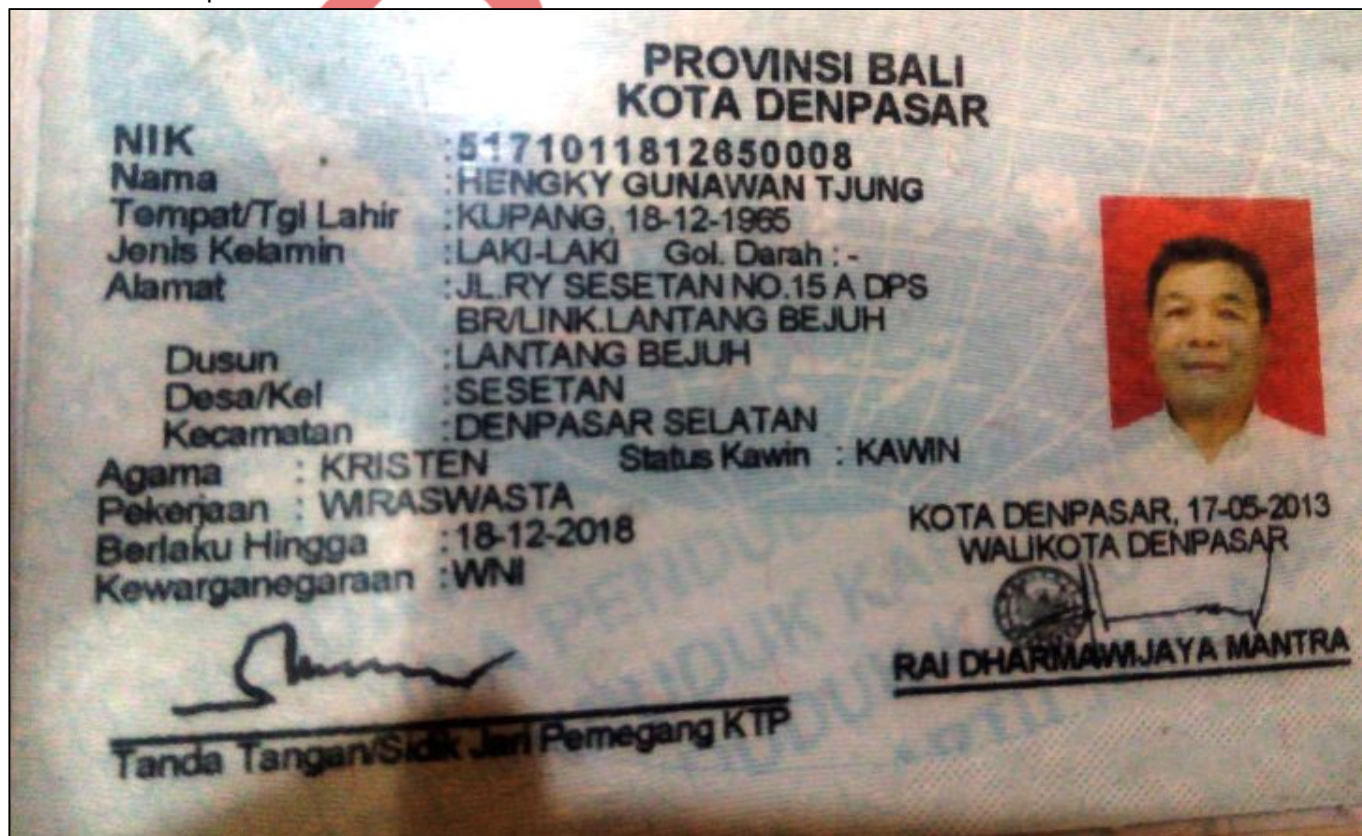 PROVINSI BALI
KOTA DENPASAR
NIK :5171011812650008
Nama :HENGKY GUNAWAN TJUNG
Tempat/Tgl Lahir :KUPANG, 18-12-1965
Jenis Kelamin :LAKI-LAKI Gol. Darah : -
Alamat :JL.RY SESETAN NO.15 A DPS
BR/LINK.LANTANG BEJUH
Dusun :LANTANG BEJUH
Desa/Kel :SESETAN
Kecamatan :DENPASAR SELATAN
Agama : KRISTEN Status Kawin : KAWIN
Pekerjaan : WIRASWASTA
Berlaku Hingga :18-12-2018
Kewarganegaraan :WNI
KOTA DENPASAR, 17-05-2013
WALIKOTA DENPASAR
RAI DHARMAWIJAYA MANTRA
Tanda Tangan/Sidik Jari Pemegang KTP